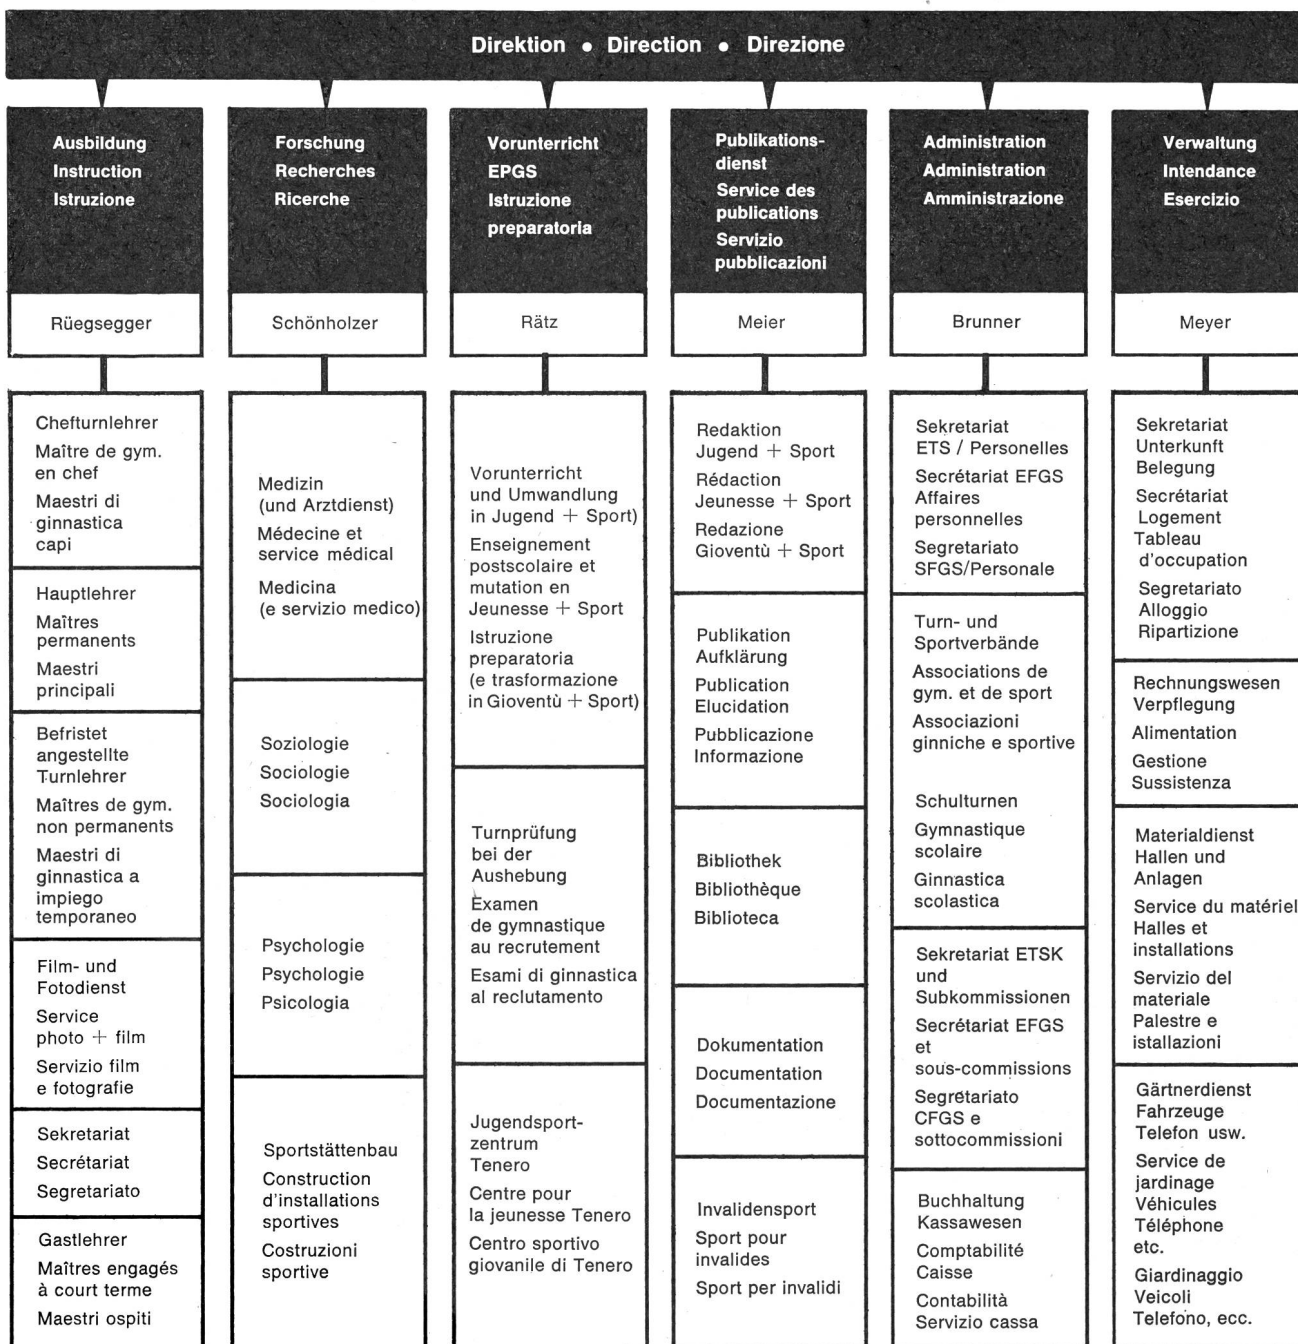 Direktion • Direction • Direzione
Ausbildung
Instruction
Istruzione
Rüegsegger
Chefturnlehrer
Maître de gym.
en chef
Maestri di
ginnastica
capi
Hauptlehrer
Maîtres
permanents
Maestri
principali
Befristet
angestellte
Turnlehrer
Maîtres de gym.
non permanents
Maestri di
ginnastica a
impiego
temporaneo
Film- und
Fotodienst
Service
photo + film
Servizio film
e fotografie
Sekretariat
Secrétariat
Segretariato
Gastlehrer
Maîtres engagés
à court terme
Maestri ospiti
Forschung
Recherches
Ricerche
Schönholzer
Medizin
(und Arztdienst)
Médecine et
service médical
Medicina
(e servizio medico)
Soziologie
Sociologie
Sociologia
Psychologie
Psychologie
Psicologia
Sportstättenbau
Construction
d'installations
sportives
Costruzioni
sportive
Vorunterricht
EPGS
Istruzione
preparatoria
Rätz
Vorunterricht
und Umwandlung
in Jugend + Sport)
Enseignement
postscolaire et
mutation en
Jeunesse + Sport
Istruzione
preparatoria
(e trasformazione
in Gioventù + Sport)
Turnprüfung
bei der
Aushebung
Examen
de gymnastique
au recrutement
Esami di ginnastica
al reclutamento
Jugendsport-
zentrum
Tenero
Centre pour
la jeunesse Tenero
Centro sportivo
giovanile di Tenero
Publikations-
dienst
Service des
publications
Servizio
pubblicazioni
Meier
Redaktion
Jugend + Sport
Rédaction
Jeunesse + Sport
Redazione
Gioventù + Sport
Publikation
Aufklärung
Publication
Elucidation
Pubblicazione
Informazione
Bibliothek
Bibliothèque
Biblioteca
Dokumentation
Documentation
Documentazione
Invalidensport
Sport pour
invalides
Sport per invalidi
Administration
Administration
Amministrazione
Brunner
Sekretariat
ETS / Personelles
Secrétariat EFGS
Affaires
personnelles
Segretariato
SFGS/Personale
Turn- und
Sportverbände
Associations de
gym. et de sport
Associazioni
ginniche e sportive
Schulturnen
Gymnastique
scolaire
Ginnastica
scolastica
Sekretariat ETSK
und
Subkommissionen
Secrétariat EFGS
et
sous-commissions
Segretariato
CFGS e
sottocommissioni
Buchhaltung
Kassawesen
Comptabilité
Caisse
Contabilità
Servizio cassa
Verwaltung
Intendance
Esercizio
Meyer
Sekretariat
Unterkunft
Belegung
Secrétariat
Logement
Tableau
d'occupation
Segretariato
Alloggio
Ripartizione
Rechnungswesen
Verpflegung
Alimentation
Gestione
Sussistenza
Materialdienst
Hallen und
Anlagen
Service du matériel
Halles et
installations
Servizio del
materiale
Palestre e
istallazioni
Gärtnerdienst
Fahrzeuge
Telefon usw.
Service de
jardinage
Véhicules
Téléphone
etc.
Giardinaggio
Veicoli
Telefono, ecc.